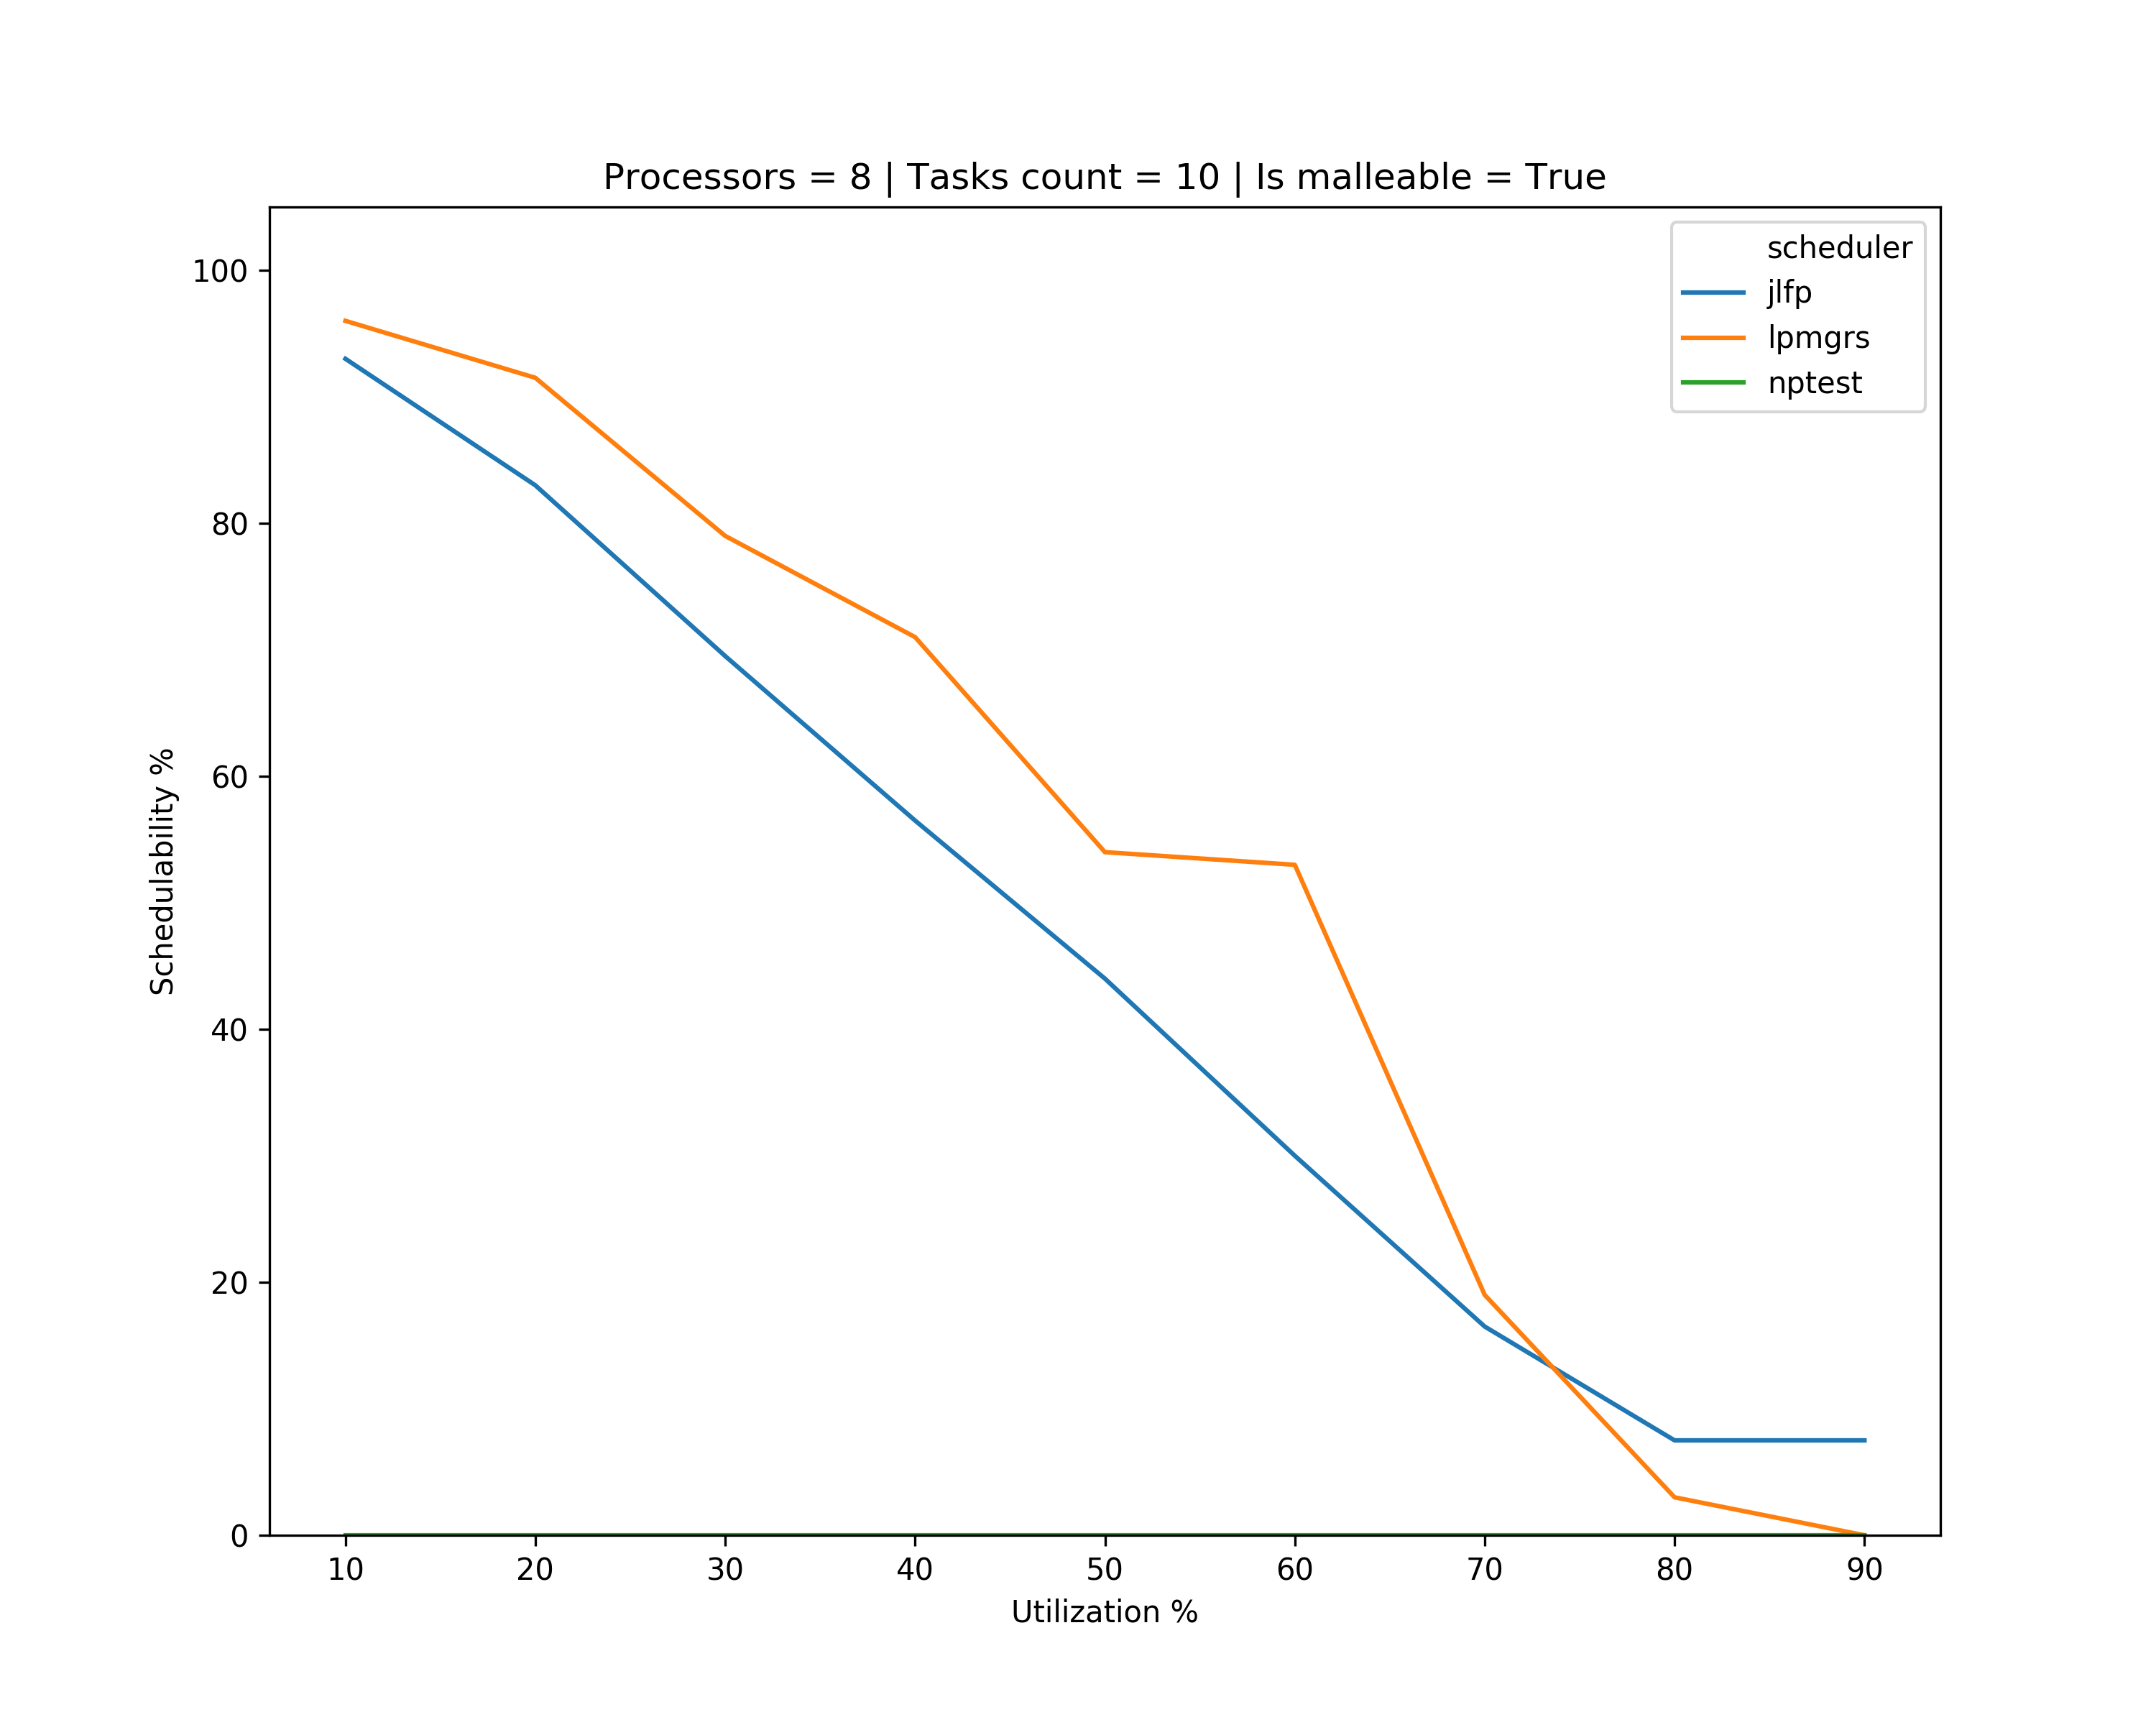 Processors = 8 | Tasks count = 10 | Is malleable = True
scheduler
jlfp
lpmgrs
nptest
Schedulability %
100
80
60
40
20
0
10 20 30 40 50 60 70 80 90
Utilization %